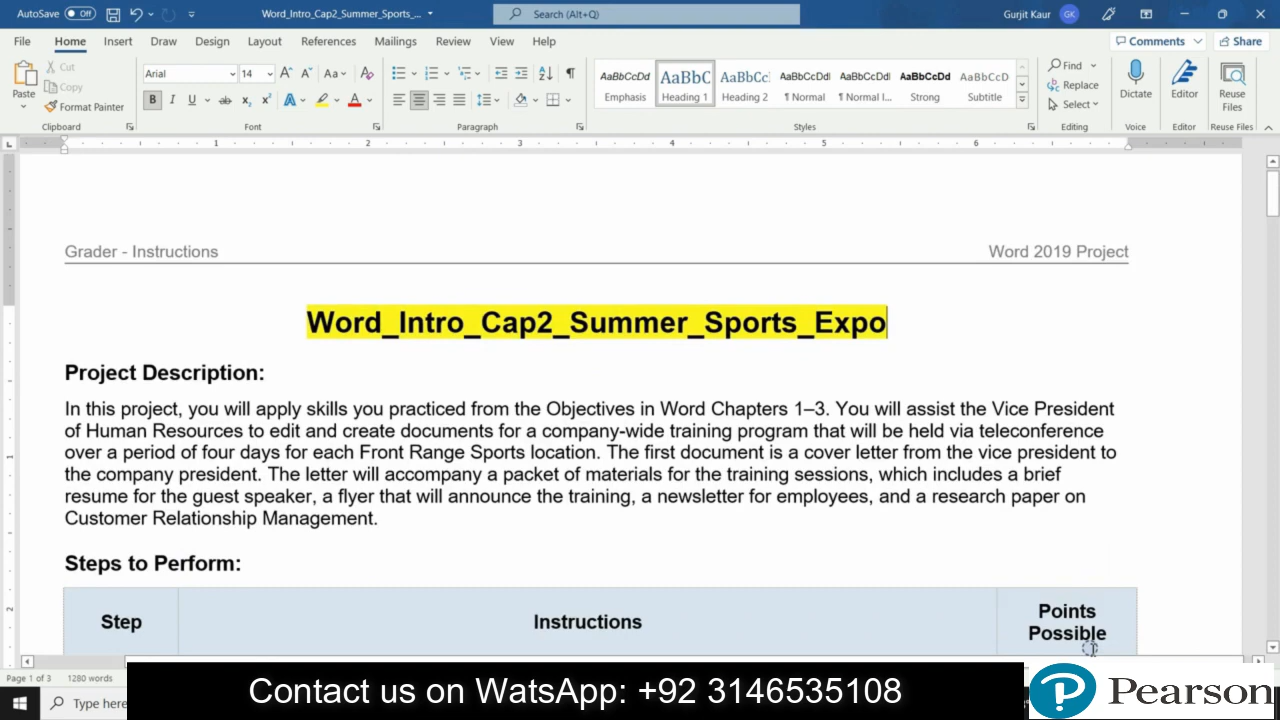 AutoSave Off Word_Intro_Cap2_Summer_Sports_... Search (Alt+Q) Gurjit Kaur GK
File Home Insert Draw Design Layout References Mailings Review View Help Comments Share
Paste Cut Copy Format Painter
Clipboard
Arial 14
Font
Paragraph
AaBbCcDd AaBbC AaBbCc AaBbCcDd AaBbCcDd AaBbCcDd AaBbCcDd
Emphasis Heading 1 Heading 2 ¶ Normal ¶ Normal I... Strong Subtitle
Styles
Find Replace Select
Editing
Dictate
Voice
Editor
Editor
Reuse Files
Reuse Files
1 2 3 4 5 6
Grader - Instructions Word 2019 Project
Word_Intro_Cap2_Summer_Sports_Expo
Project Description:
In this project, you will apply skills you practiced from the Objectives in Word Chapters 1–3. You will assist the Vice President
of Human Resources to edit and create documents for a company-wide training program that will be held via teleconference
over a period of four days for each Front Range Sports location. The first document is a cover letter from the vice president to
the company president. The letter will accompany a packet of materials for the training sessions, which includes a brief
resume for the guest speaker, a flyer that will announce the training, a newsletter for employees, and a research paper on
Customer Relationship Management.
Steps to Perform:
Step Instructions Points Possible
Page 1 of 3 1280 words
Type here
Contact us on WatsApp: +92 3146535108
Pearson